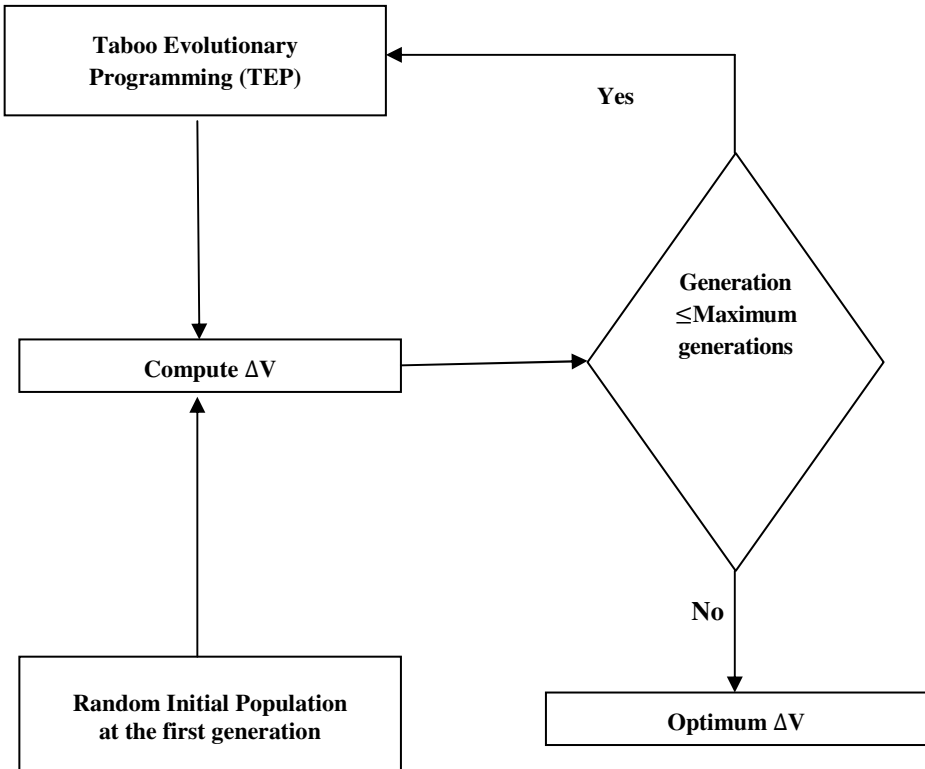 Taboo Evolutionary
Programming (TEP)
Yes
Generation
≤Maximum
generations
Compute ΔV
No
Random Initial Population
at the first generation
Optimum ΔV